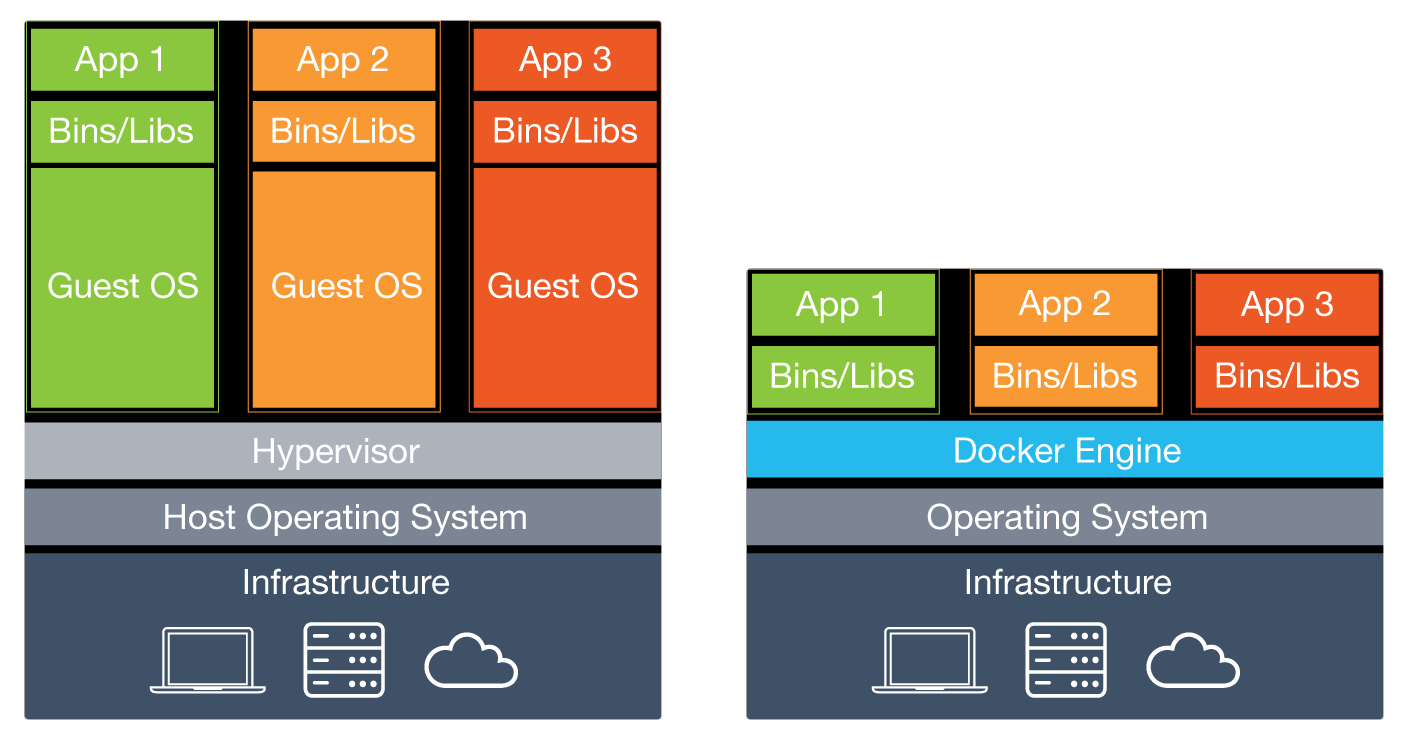 App 1
App 2
App 3
Bins/Libs
Bins/Libs
Bins/Libs
Guest OS
Guest OS
Guest OS
Hypervisor
Host Operating System
Infrastructure
App 1
App 2
App 3
Bins/Libs
Bins/Libs
Bins/Libs
Docker Engine
Operating System
Infrastructure